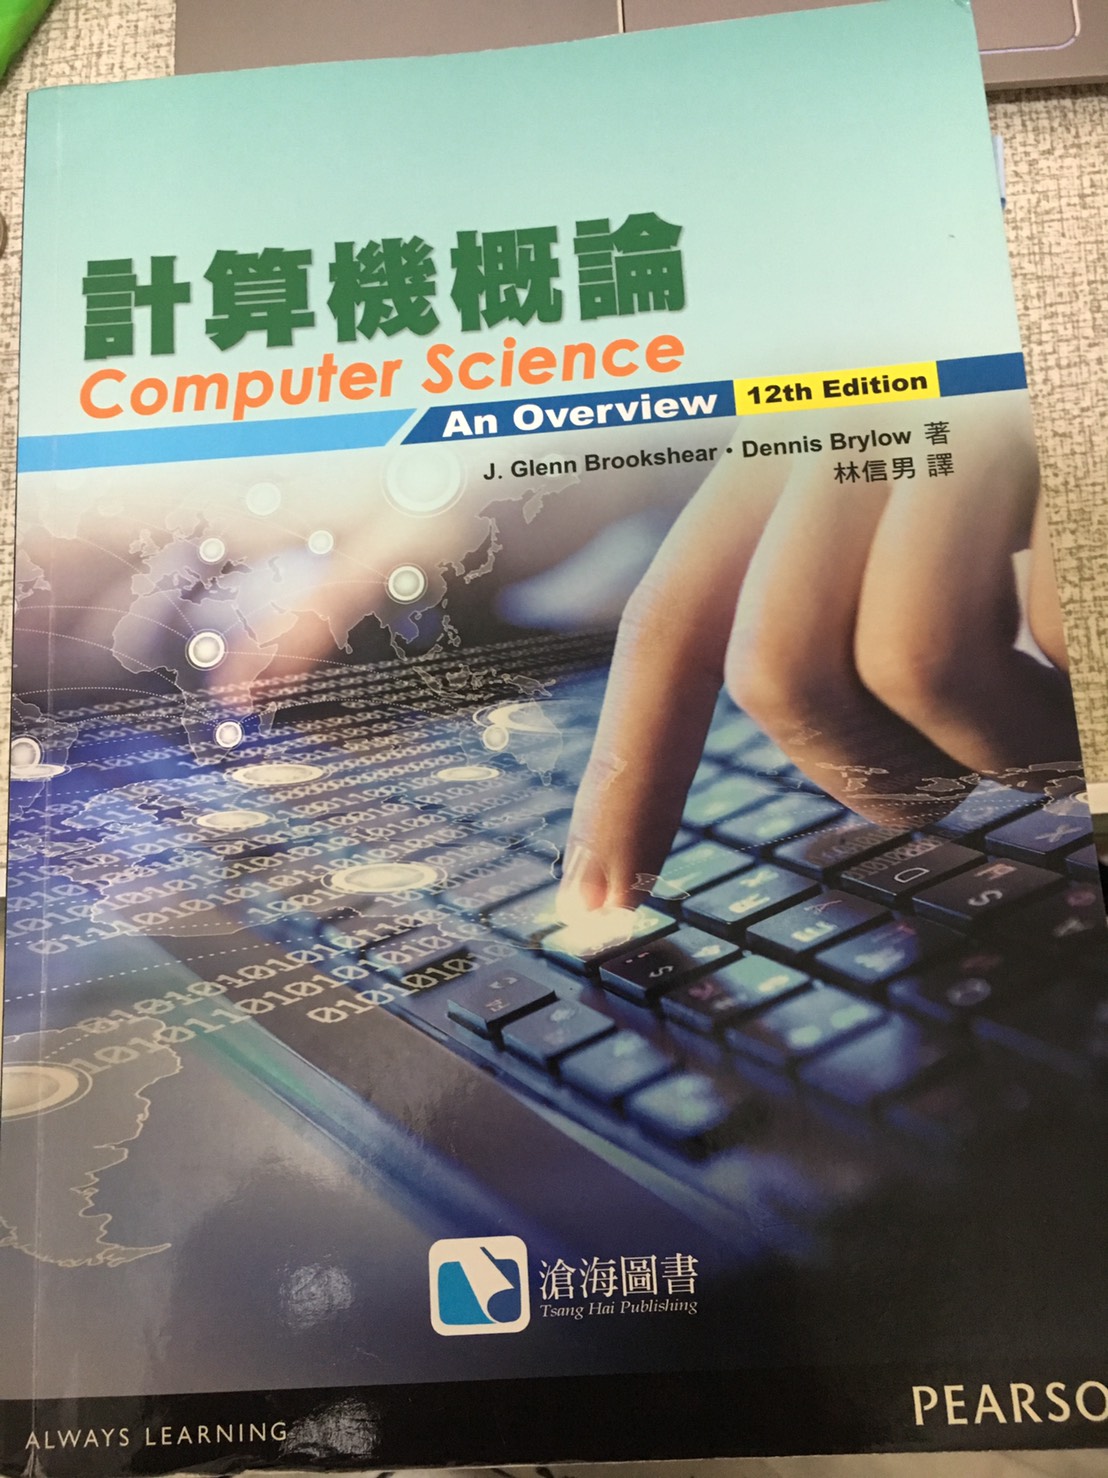 計算機概論
Computer Science
An Overview 12th Edition
J. Glenn Brookshear・Dennis Brylow 著
林信男 譯
滄海圖書
Tsang Hai Publishing
ALWAYS LEARNING
PEARSO